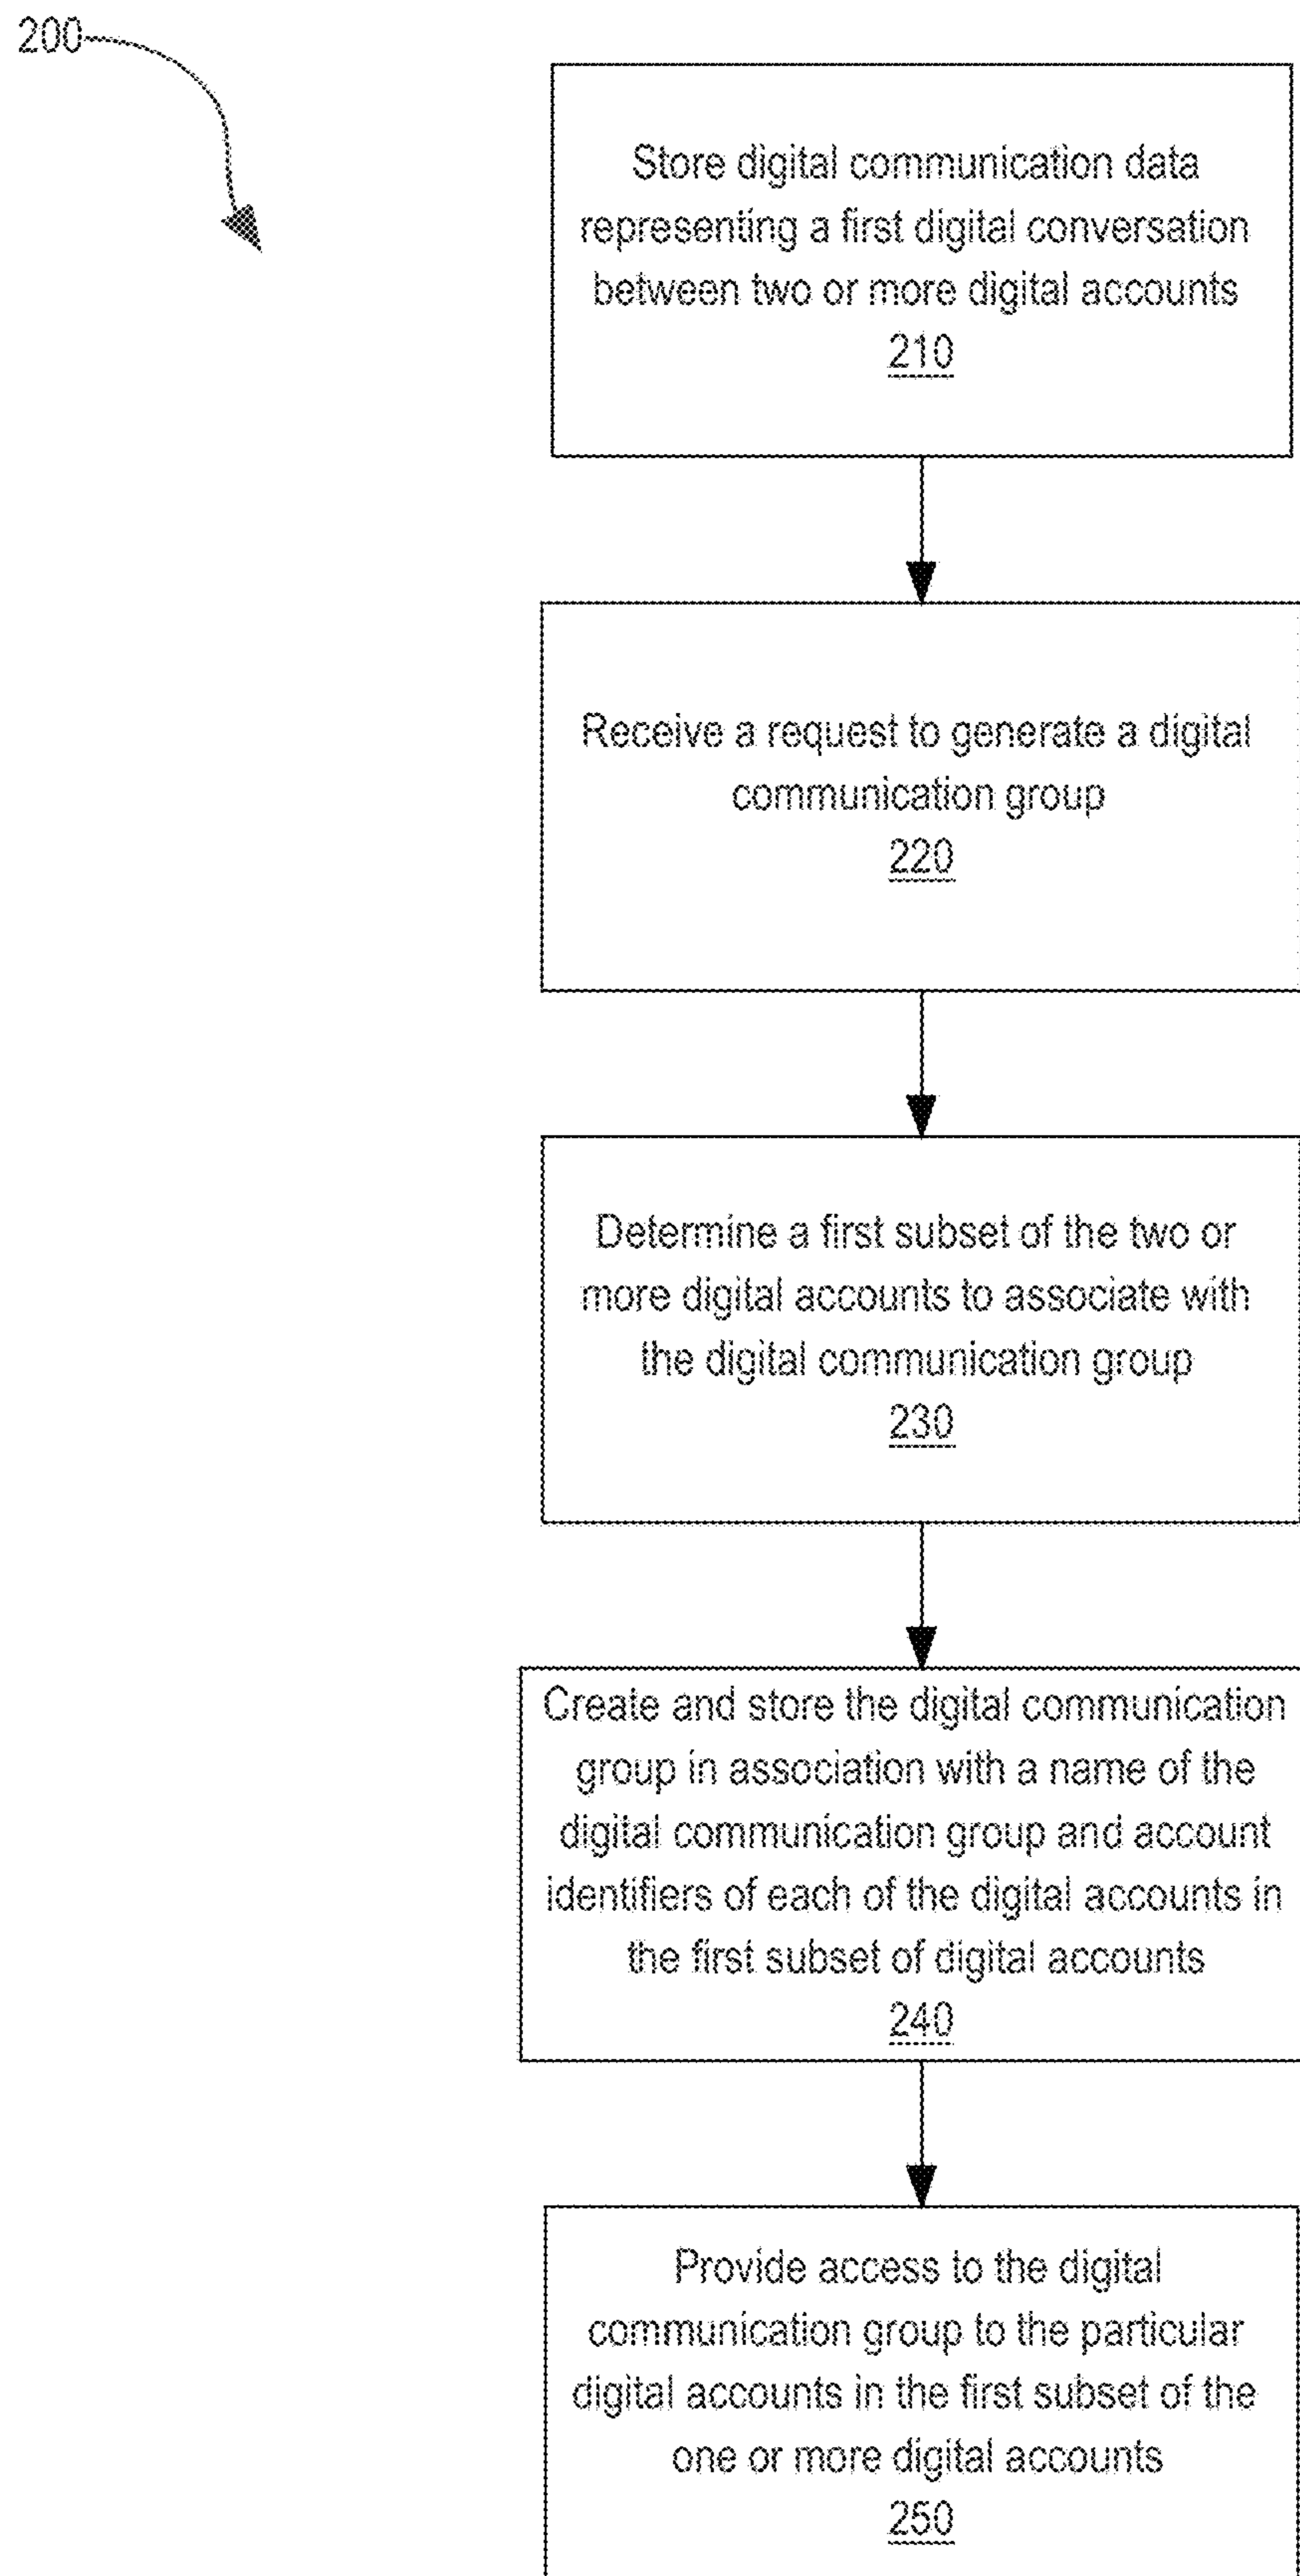 200
Store digital communication data
representing a first digital conversation
between two or more digital accounts
210
Receive a request to generate a digital
communication group
220
Determine a first subset of the two or
more digital accounts to associate with
the digital communication group
230
Create and store the digital communication
group in association with a name of the
digital communication group and account
identifiers of each of the digital accounts in
the first subset of digital accounts
240
Provide access to the digital
communication group to the particular
digital accounts in the first subset of the
one or more digital accounts
250